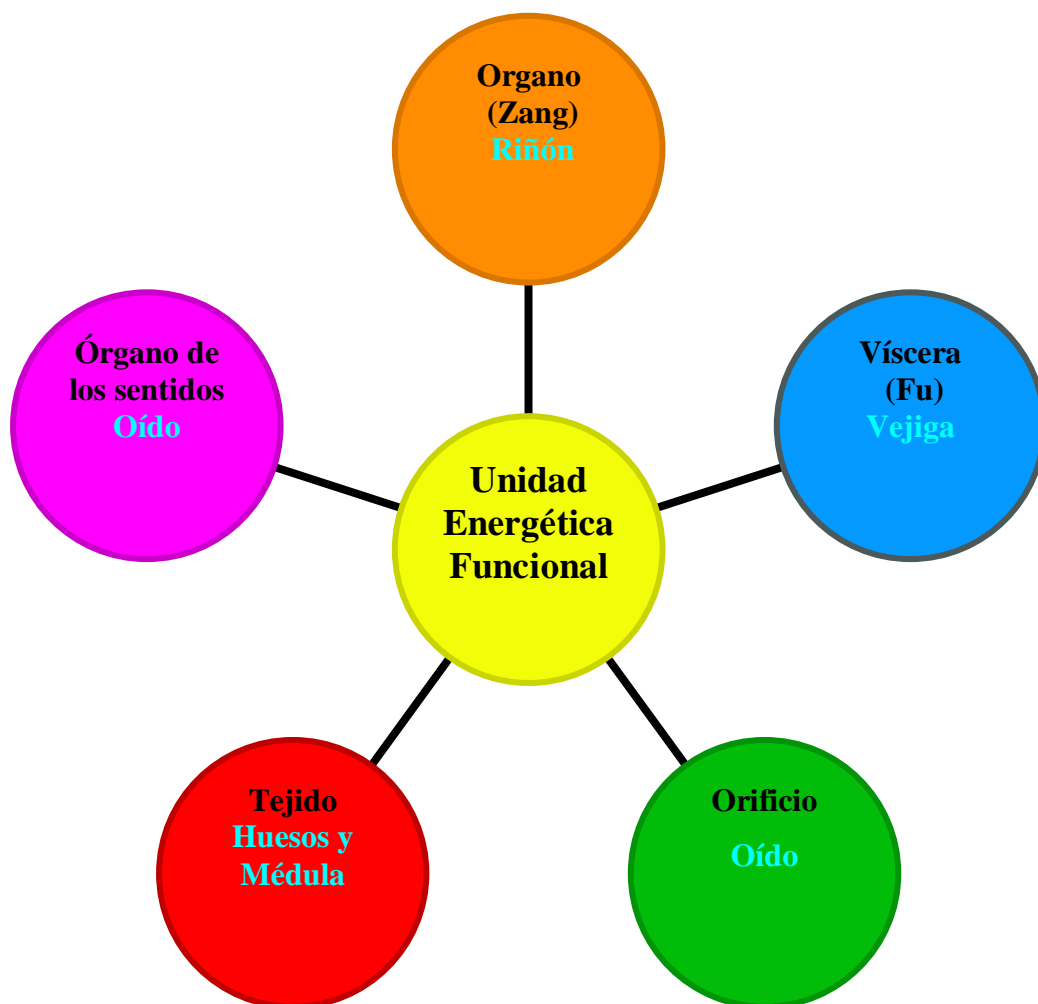 Organo
(Zang)
Riñón
Órgano de
los sentidos
Oído
Víscera
(Fu)
Vejiga
Unidad
Energética
Funcional
Tejido
Huesos y
Médula
Orificio
Oído